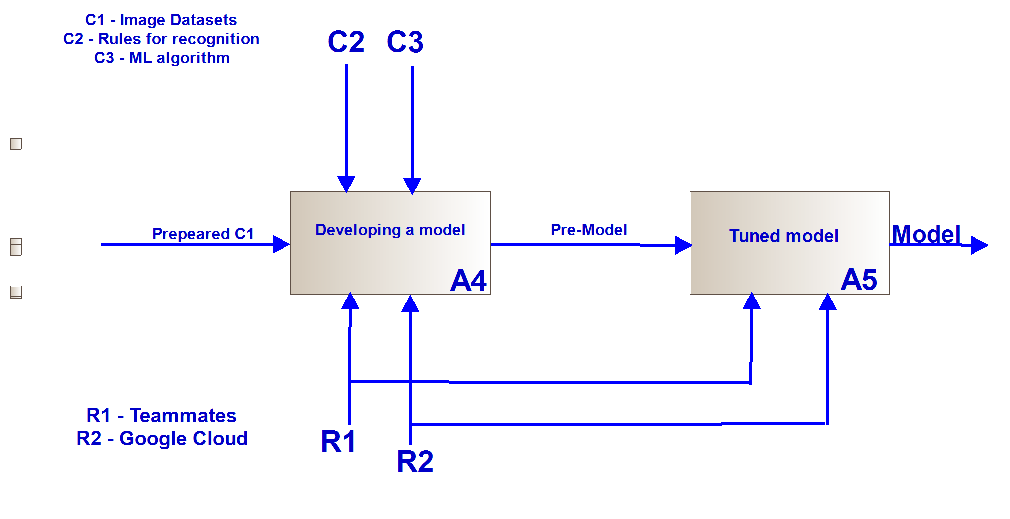 C1 - Image Datasets
C2 - Rules for recognition
C3 - ML algorithm
C2 C3
Prepeared C1
Developing a model
A4
Pre-Model
Tuned model
A5
Model
R1 - Teammates
R2 - Google Cloud
R1
R2